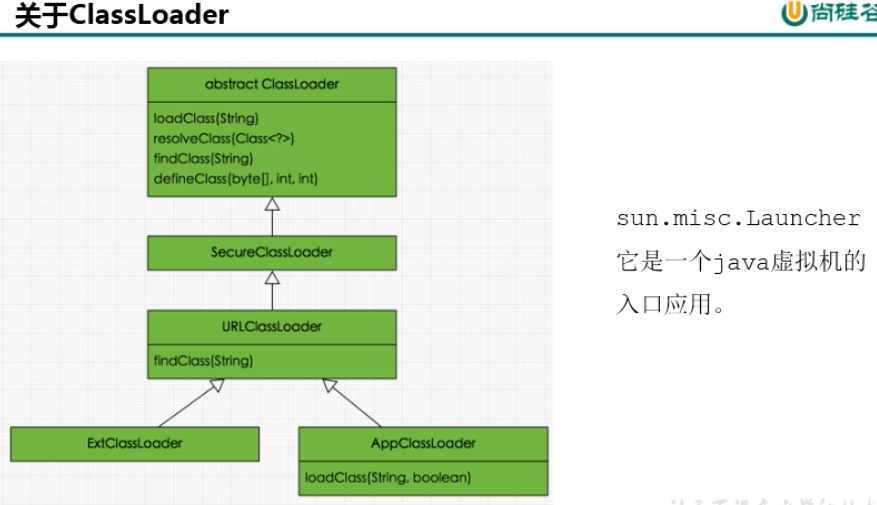 关于ClassLoader
尚硅谷
abstract ClassLoader
loadClass(String)
resolveClass(Class<?>)
findClass(String)
defineClass(byte[], int, int)
SecureClassLoader
URLClassLoader
findClass(String)
ExtClassLoader
AppClassLoader
loadClass(String, boolean)
sun.misc.Launcher
它是一个java虚拟机的
入口应用。